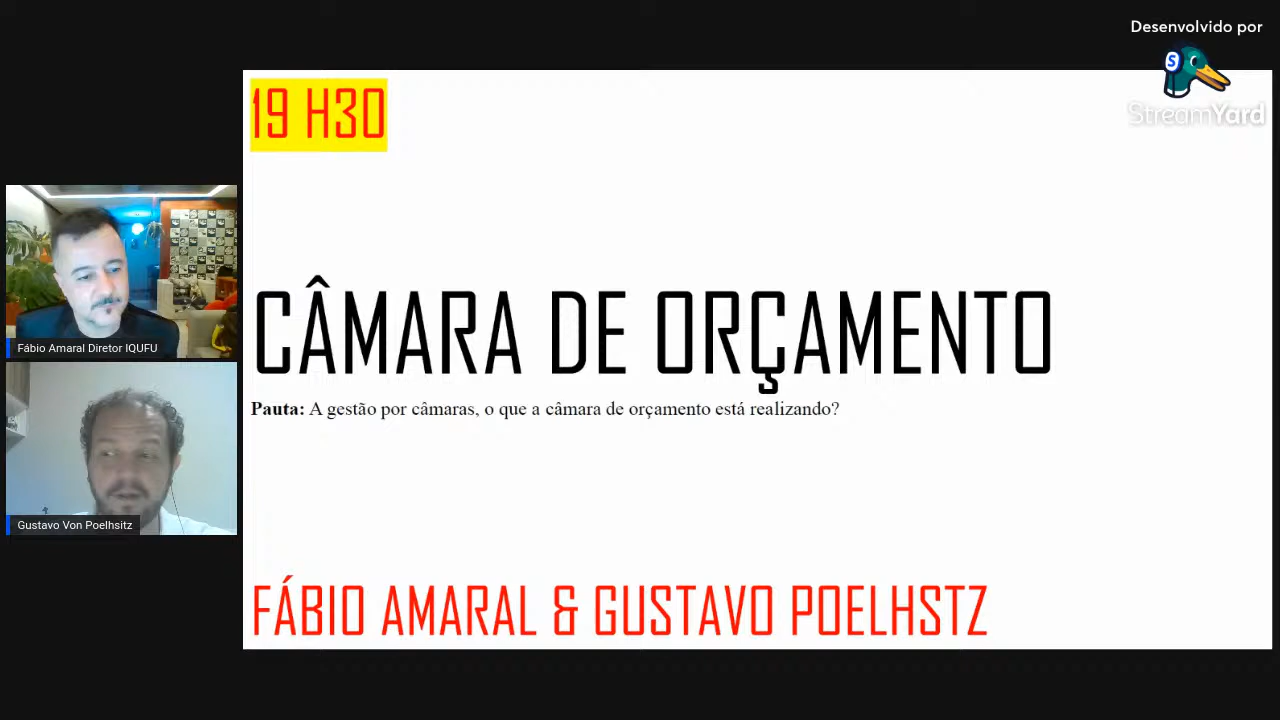 Desenvolvido por
StreamYard
19 H30
CÂMARA DE ORÇAMENTO
Pauta: A gestão por câmaras, o que a câmara de orçamento está realizando?
FÁBIO AMARAL & GUSTAVO POELHSTZ
Fábio Amaral Diretor IQUFU
Gustavo Von Poelhsitz